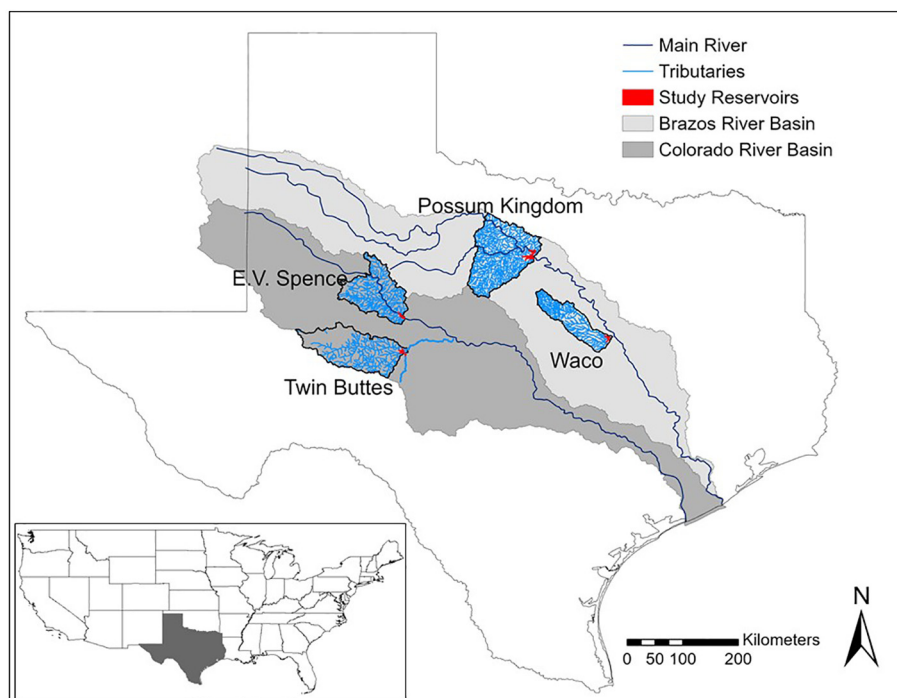 Main River
Tributaries
Study Reservoirs
Brazos River Basin
Colorado River Basin
Possum Kingdom
E.V. Spence
Waco
Twin Buttes
N
Kilometers
0 50 100 200